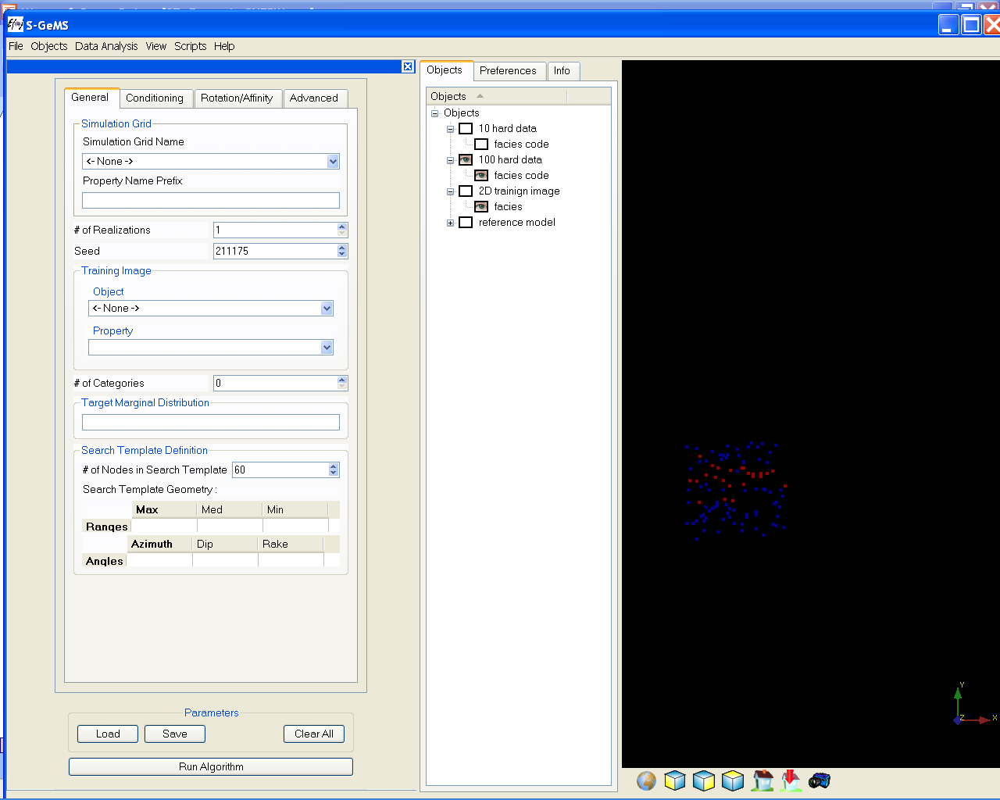 S-GeMS
File Objects Data Analysis View Scripts Help
General Conditioning Rotation/Affinity Advanced
Simulation Grid
Simulation Grid Name
<- None ->
Property Name Prefix
# of Realizations 1
Seed 211175
Training Image
Object
<- None ->
Property
# of Categories 0
Target Marginal Distribution
Search Template Definition
# of Nodes in Search Template 60
Search Template Geometry :
Max Med Min
Ranges
Azimuth Dip Rake
Angles
Parameters
Load Save Clear All
Run Algorithm
Objects Preferences Info
Objects
Objects
10 hard data
facies code
100 hard data
facies code
2D trainign image
facies
reference model
Y
Z X